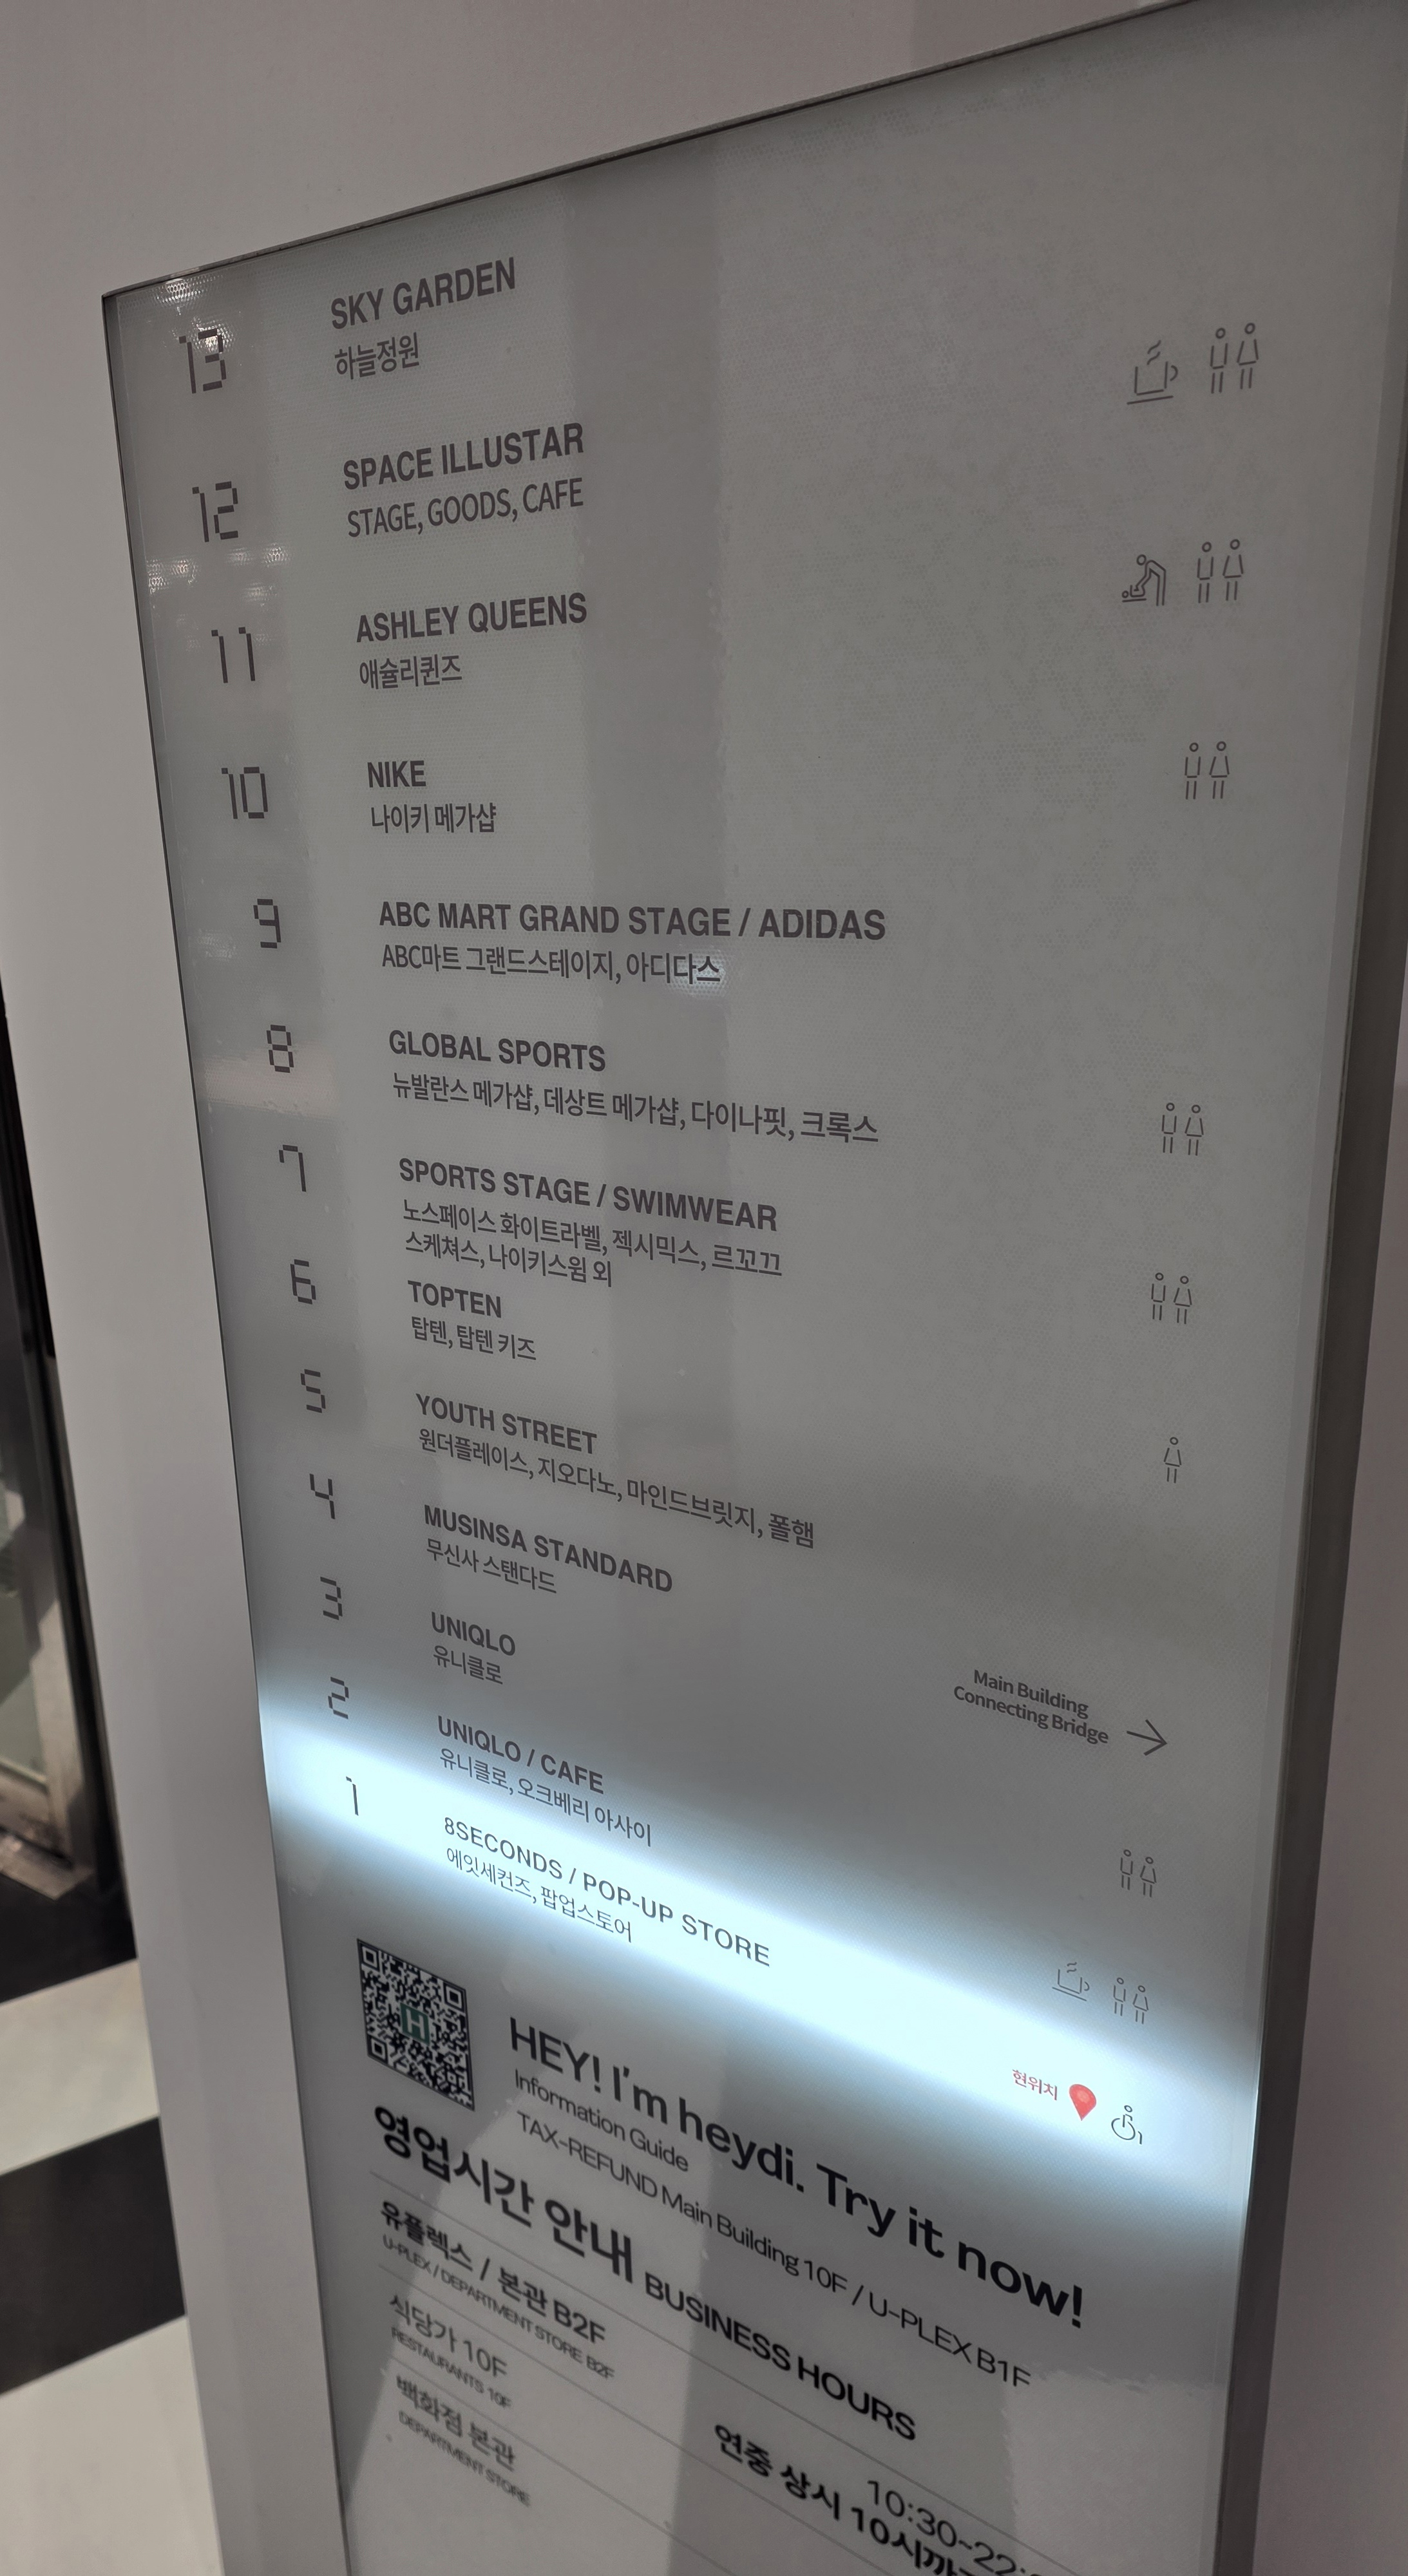 13
SKY GARDEN
하늘정원
12
SPACE ILLUSTAR
STAGE, GOODS, CAFE
11
ASHLEY QUEENS
애슐리퀸즈
10
NIKE
나이키 메가샵
9
ABC MART GRAND STAGE / ADIDAS
ABC마트 그랜드스테이지, 아디다스
8
GLOBAL SPORTS
뉴발란스 메가샵, 데상트 메가샵, 다이나핏, 크록스
7
SPORTS STAGE / SWIMWEAR
노스페이스 화이트라벨, 젝시믹스, 르꼬끄
스케쳐스, 나이키스윔 외
6
TOPTEN
탑텐, 탑텐 키즈
5
YOUTH STREET
원더플레이스, 지오다노, 마인드브릿지, 폴햄
4
MUSINSA STANDARD
무신사 스탠다드
3
UNIQLO
유니클로
Main Building
Connecting Bridge
2
UNIQLO / CAFE
유니클로, 오크베리 아사이
1
8SECONDS / POP-UP STORE
에잇세컨즈, 팝업스토어
현위치
H
HEY! I'm heydi. Try it now!
Information Guide
TAX-REFUND Main Building 10F / U-PLEX B1F
영업시간 안내 BUSINESS HOURS
유플렉스 / 본관 B2F
U-PLEX / DEPARTMENT STORE B2F
10:30~22:
식당가 10F
RESTAURANTS 10F
연중 상시 10시까지
백화점 본관
DEPARTMENT STORE